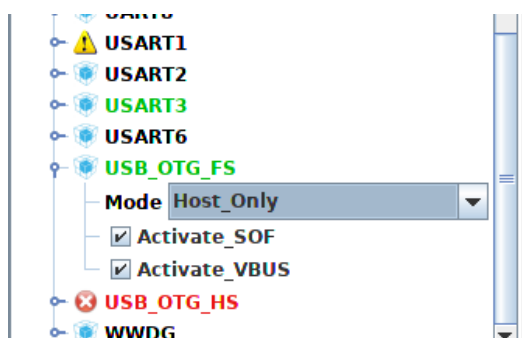 USART1
USART2
USART3
USART6
USB_OTG_FS
Mode Host_Only
Activate_SOF
Activate_VBUS
USB_OTG_HS
WWDG